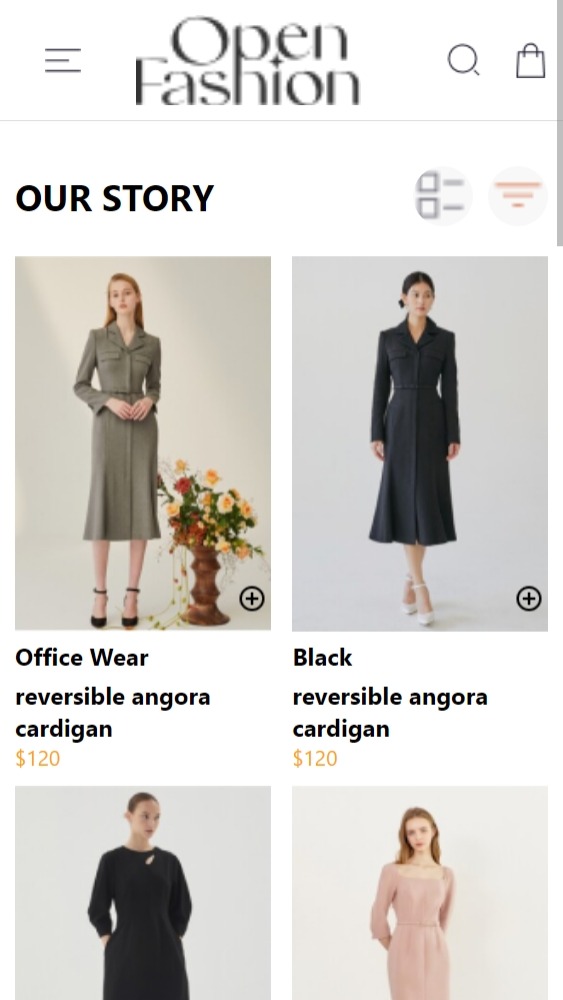 Open
Fashion
OUR STORY
Office Wear
reversible angora
cardigan
$120
Black
reversible angora
cardigan
$120